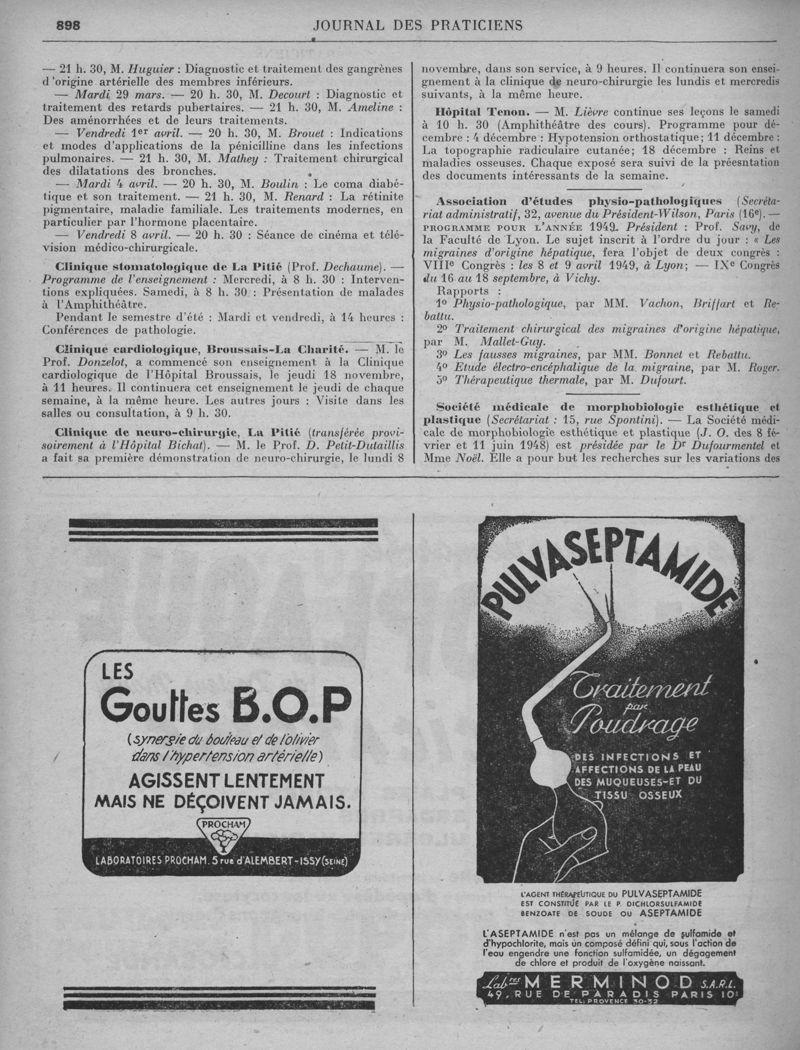 898
JOURNAL DES PRATICIENS
— 21 h. 30, M. Huguier : Diagnostic et traitement des gangrènes
d'origine artérielle des membres inférieurs.
— Mardi 29 mars. — 20 h. 30, M. Decourt : Diagnostic et
traitement des retards pubertaires. — 21 h. 30, M. Ameline :
Des aménorrhées et de leurs traitements.
— Vendredi 1er avril. — 20 h. 30, M. Brouet : Indications
et modes d'applications de la pénicilline dans les infections
pulmonaires. — 21 h. 30, M. Mathey : Traitement chirurgical
des dilatations des bronches.
— Mardi 4 avril. — 20 h. 30, M. Boulin : Le coma diabé-
tique et son traitement. — 21 h. 30, M. Renard : La rétinite
pigmentaire, maladie familiale. Les traitements modernes, en
particulier par l'hormone placentaire.
— Vendredi 8 avril. — 20 h. 30 : Séance de cinéma et télé-
vision médico-chirurgicale.
Clinique stomatologique de La Pitié (Prof. Dechaume). —
Programme de l'enseignement : Mercredi, à 8 h. 30 : Interven-
tions expliquées. Samedi, à 8 h. 30 : Présentation de malades
à l'Amphithéâtre.
Pendant le semestre d'été : Mardi et vendredi, à 14 heures :
Conférences de pathologie.
Clinique cardiologique, Broussais-La Charité. — M. le
Prof. Donzelot, a commencé son enseignement à la Clinique
cardiologique de l'Hôpital Broussais, le jeudi 18 novembre,
à 11 heures. Il continuera cet enseignement le jeudi de chaque
semaine, à la même heure. Les autres jours : Visite dans les
salles ou consultation, à 9 h. 30.
Clinique de neuro-chirurgie, La Pitié (transférée provi-
soirement à l'Hôpital Bichat). — M. le Prof. D. Petit-Dutaillis
a fait sa première démonstration de neuro-chirurgie, le lundi 8
novembre, dans son service, à 9 heures. Il continuera son ensei-
gnement à la clinique de neuro-chirurgie les lundis et mercredis
suivants, à la même heure.
Hôpital Tenon. — M. Lièvre continue ses leçons le samedi
à 10 h. 30 (Amphithéâtre des cours). Programme pour dé-
cembre : 4 décembre : Hypotension orthostatique; 11 décembre :
La topographie radiculaire cutanée; 18 décembre : Reins et
maladies osseuses. Chaque exposé sera suivi de la préesntation
des documents intéressants de la semaine.
Association d'études physio-pathologiques (Secréta-
riat administratif, 32, avenue du Président-Wilson, Paris (16e). —
PROGRAMME POUR L'ANNÉE 1949. Président : Prof. Savy, de
la Faculté de Lyon. Le sujet inscrit à l'ordre du jour : « Les
migraines d'origine hépatique, fera l'objet de deux congrès :
VIIIe Congrès : les 8 et 9 avril 1949, à Lyon; — IXe Congrès
du 16 au 18 septembre, à Vichy.
Rapports :
1º Physio-pathologique, par MM. Vachon, Briffart et Re-
battu.
2º Traitement chirurgical des migraines d'origine hépatique,
par M. Mallet-Guy.
3º Les fausses migraines, par MM. Bonnet et Rebattu.
4º Etude électro-encéphalique de la migraine, par M. Roger.
5º Thérapeutique thermale, par M. Dufourt.
Société médicale de morphobiologie esthétique et
plastique (Secrétariat : 15, rue Spontini). — La Société médi-
cale de morphobiologie esthétique et plastique (J. O. des 8 fé-
vrier et 11 juin 1948) est présidée par le Dr Dufourmentel et
Mme Noël. Elle a pour but les recherches sur les variations des
LES
Gouttes B.O.P
(synergie du bouleau et de l'olivier
dans l'hypertension artérielle)
AGISSENT LENTEMENT
MAIS NE DÉÇOIVENT JAMAIS.
PROCHAM
LABORATOIRES PROCHAM. 5 rue d'ALEMBERT-ISSY (SEINE)
PULVASEPTAMIDE
Traitement
par
Poudrage
DES INFECTIONS ET
AFFECTIONS DE LA PEAU
DES MUQUEUSES-ET DU
TISSU OSSEUX
L'AGENT THÉRAPEUTIQUE DU PULVASEPTAMIDE
EST CONSTITUÉ PAR LE P. DICHLORSULFAMIDE
BENZOATE DE SOUDE OU ASEPTAMIDE
L'ASEPTAMIDE n'est pas un mélange de sulfamide et
d'hypochlorite, mais un composé défini qui, sous l'action de
l'eau engendre une fonction sulfamidée, un dégagement
de chlore et produit de l'oxygène naissant.
Labres MERMINOD S.A.R.L.
49, RUE DE PARADIS PARIS 10e
TEL: PROVENCE 30-32